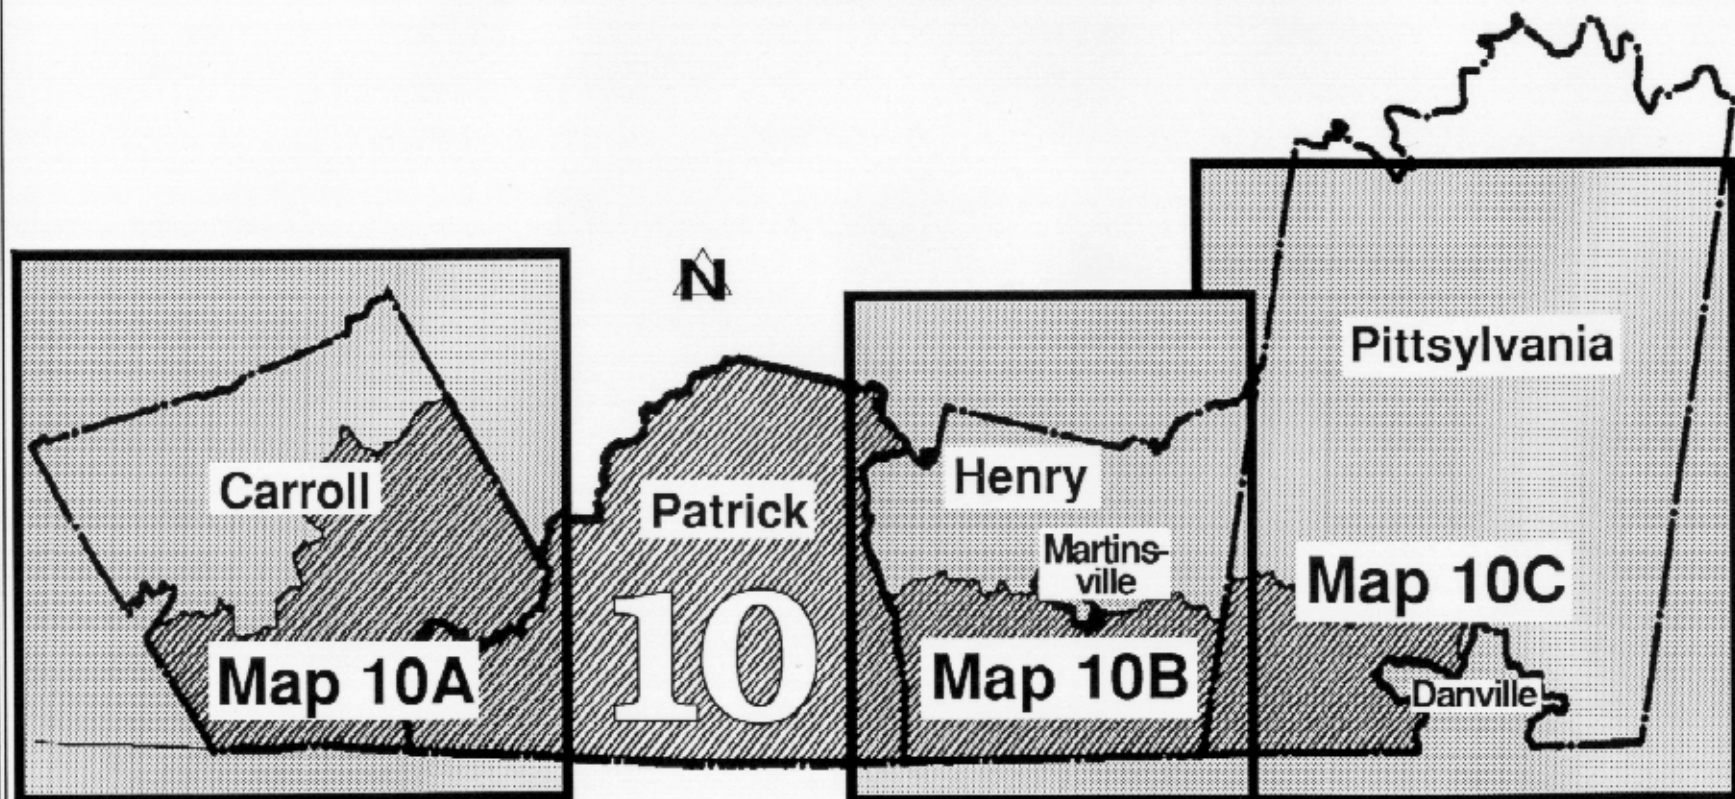 N
Pittsylvania
Carroll
Patrick
Henry
Martins-
ville
Map 10C
10
Map 10A
Map 10B
Danville